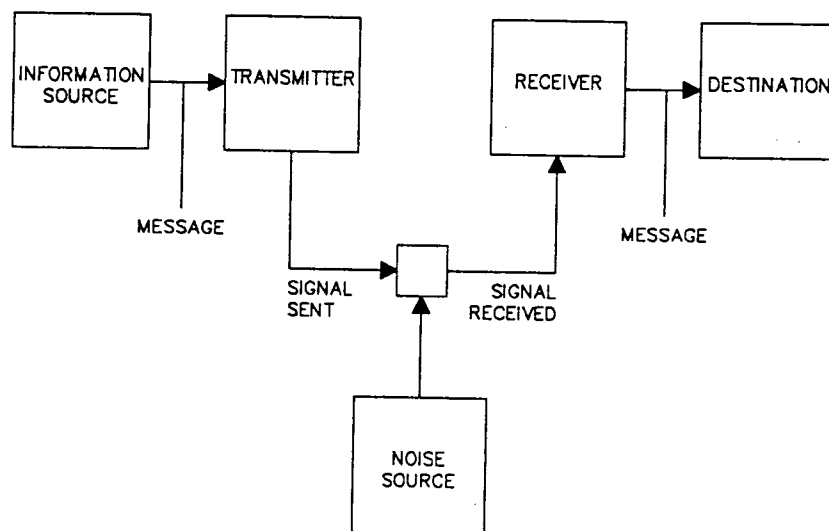 INFORMATION
SOURCE
TRANSMITTER
RECEIVER
DESTINATION
MESSAGE
MESSAGE
SIGNAL
SENT
SIGNAL
RECEIVED
NOISE
SOURCE